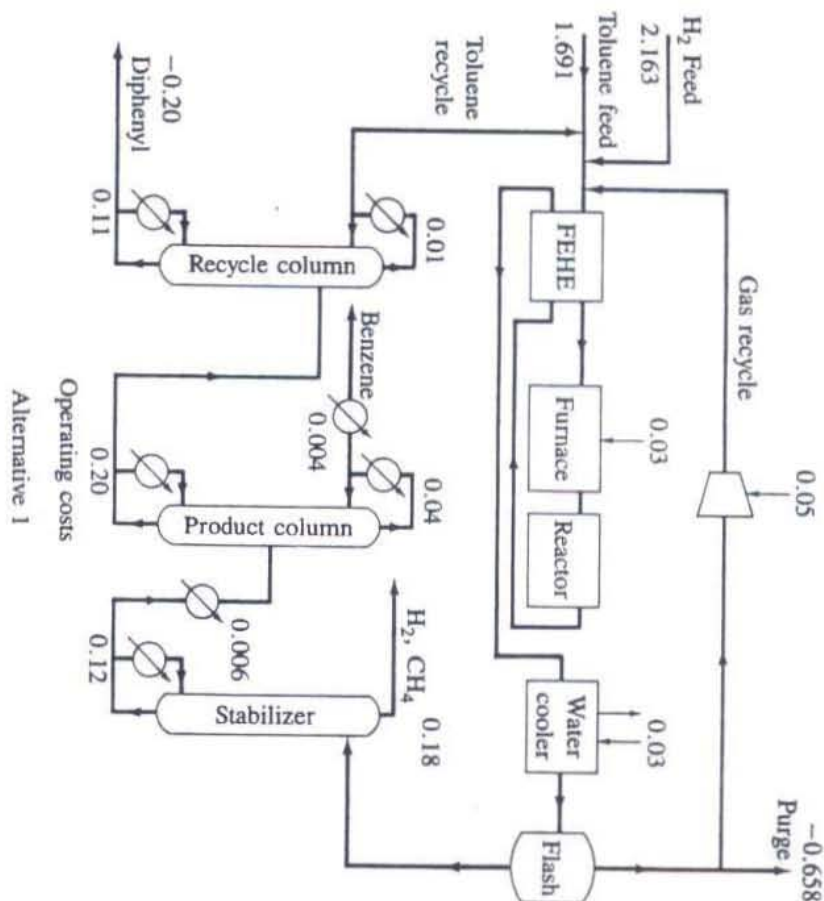 H₂ Feed
2.163
Toluene feed
1.691
Toluene
recycle
Gas recycle
0.05
−0.658
Purge
FEHE
Furnace
0.03
Reactor
Water
cooler
0.03
Flash
−0.20
Diphenyl
0.11
Recycle column
0.01
Benzene
0.004
0.04
Product column
0.20
H₂, CH₄
0.18
0.006
Stabilizer
0.12
Operating costs
Alternative 1